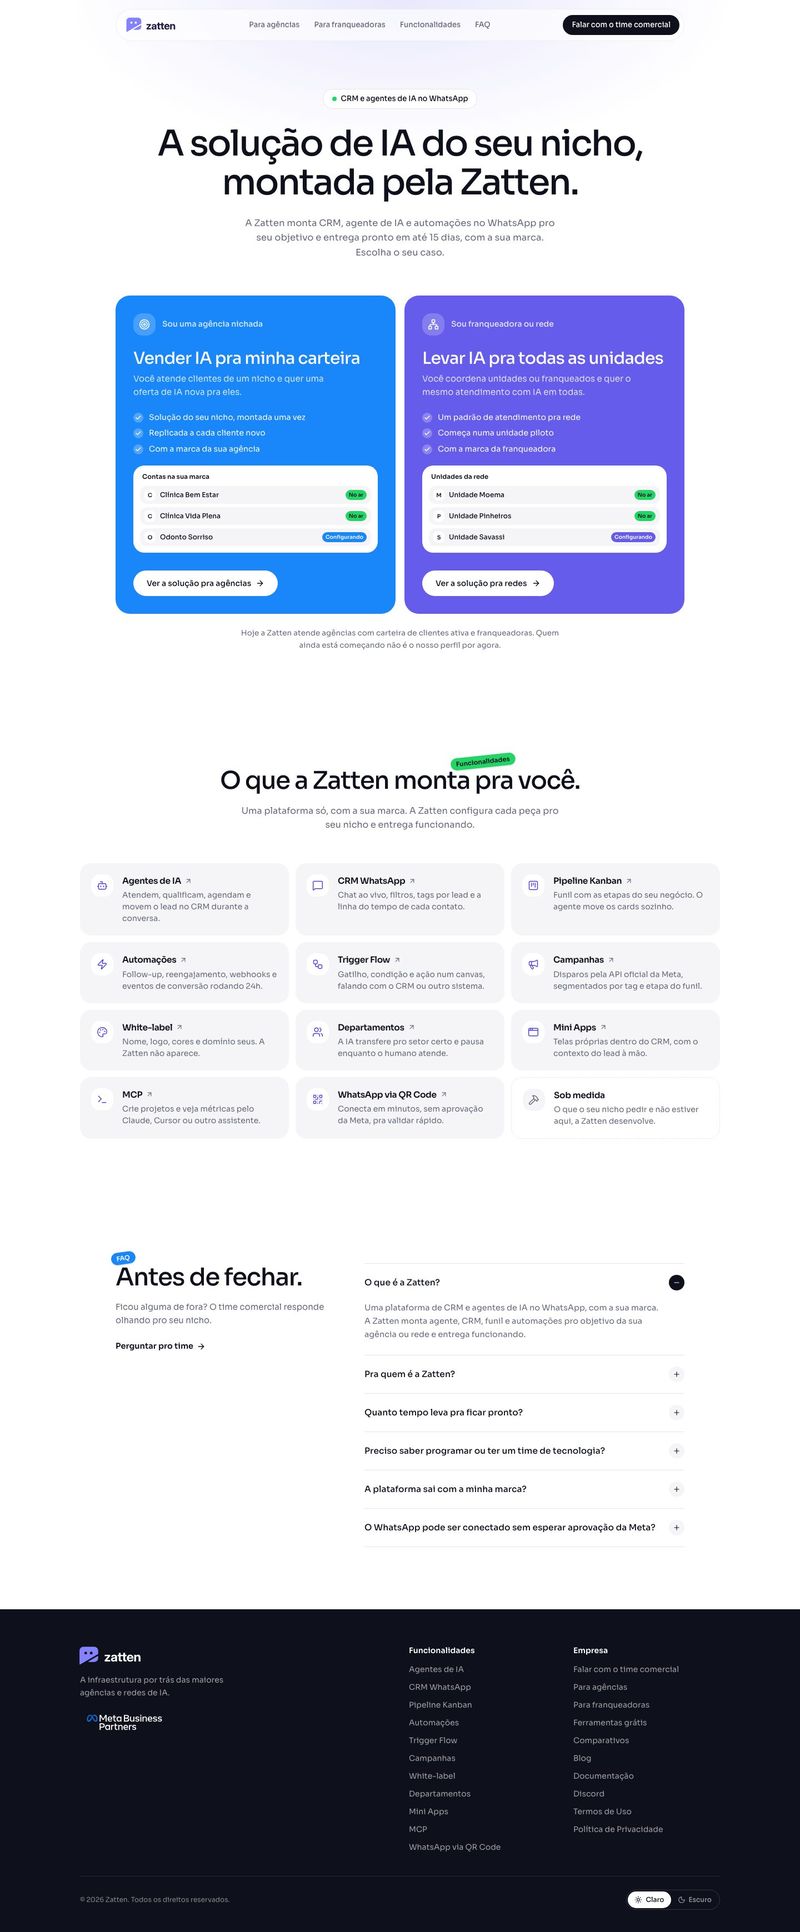 zatten
Para agências
Para franqueadoras
Funcionalidades
FAQ
Falar com o time comercial
CRM e agentes de IA no WhatsApp
A solução de IA do seu nicho,
montada pela Zatten.
A Zatten monta CRM, agente de IA e automações no WhatsApp pro
seu objetivo e entrega pronto em até 15 dias, com a sua marca.
Escolha o seu caso.
Sou uma agência nichada
Vender IA pra minha carteira
Você atende clientes de um nicho e quer uma
oferta de IA nova pra eles.
Solução do seu nicho, montada uma vez
Replicada a cada cliente novo
Com a marca da sua agência
Contas na sua marca
C Clínica Bem Estar No ar
C Clínica Vida Plena No ar
O Odonto Sorriso Configurando
Ver a solução pra agências
Sou franqueadora ou rede
Levar IA pra todas as unidades
Você coordena unidades ou franqueados e quer o
mesmo atendimento com IA em todas.
Um padrão de atendimento pra rede
Começa numa unidade piloto
Com a marca da franqueadora
Unidades da rede
M Unidade Moema No ar
P Unidade Pinheiros No ar
S Unidade Savassi Configurando
Ver a solução pra redes
Hoje a Zatten atende agências com carteira de clientes ativa e franqueadoras. Quem
ainda está começando não é o nosso perfil por agora.
Funcionalidades
O que a Zatten monta pra você.
Uma plataforma só, com a sua marca. A Zatten configura cada peça pro
seu nicho e entrega funcionando.
Agentes de IA
Atendem, qualificam, agendam e
movem o lead no CRM durante a
conversa.
CRM WhatsApp
Chat ao vivo, filtros, tags por lead e a
linha do tempo de cada contato.
Pipeline Kanban
Funil com as etapas do seu negócio. O
agente move os cards sozinho.
Automações
Follow-up, reengajamento, webhooks e
eventos de conversão rodando 24h.
Trigger Flow
Gatilho, condição e ação num canvas,
falando com o CRM ou outro sistema.
Campanhas
Disparos pela API oficial da Meta,
segmentados por tag e etapa do funil.
White-label
Nome, logo, cores e domínio seus. A
Zatten não aparece.
Departamentos
A IA transfere pro setor certo e pausa
enquanto o humano atende.
Mini Apps
Telas próprias dentro do CRM, com o
contexto do lead à mão.
MCP
Crie projetos e veja métricas pelo
Claude, Cursor ou outro assistente.
WhatsApp via QR Code
Conecta em minutos, sem aprovação
da Meta, pra validar rápido.
Sob medida
O que o seu nicho pedir e não estiver
aqui, a Zatten desenvolve.
FAQ
Antes de fechar.
Ficou alguma de fora? O time comercial responde
olhando pro seu nicho.
Perguntar pro time
O que é a Zatten?
Uma plataforma de CRM e agentes de IA no WhatsApp, com a sua marca.
A Zatten monta agente, CRM, funil e automações pro objetivo da sua
agência ou rede e entrega funcionando.
Pra quem é a Zatten?
Quanto tempo leva pra ficar pronto?
Preciso saber programar ou ter um time de tecnologia?
A plataforma sai com a minha marca?
O WhatsApp pode ser conectado sem esperar aprovação da Meta?
zatten
A infraestrutura por trás das maiores
agências e redes de IA.
Meta Business
Partners
Funcionalidades
Agentes de IA
CRM WhatsApp
Pipeline Kanban
Automações
Trigger Flow
Campanhas
White-label
Departamentos
Mini Apps
MCP
WhatsApp via QR Code
Empresa
Falar com o time comercial
Para agências
Para franqueadoras
Ferramentas grátis
Comparativos
Blog
Documentação
Discord
Termos de Uso
Política de Privacidade
© 2026 Zatten. Todos os direitos reservados.
Claro
Escuro